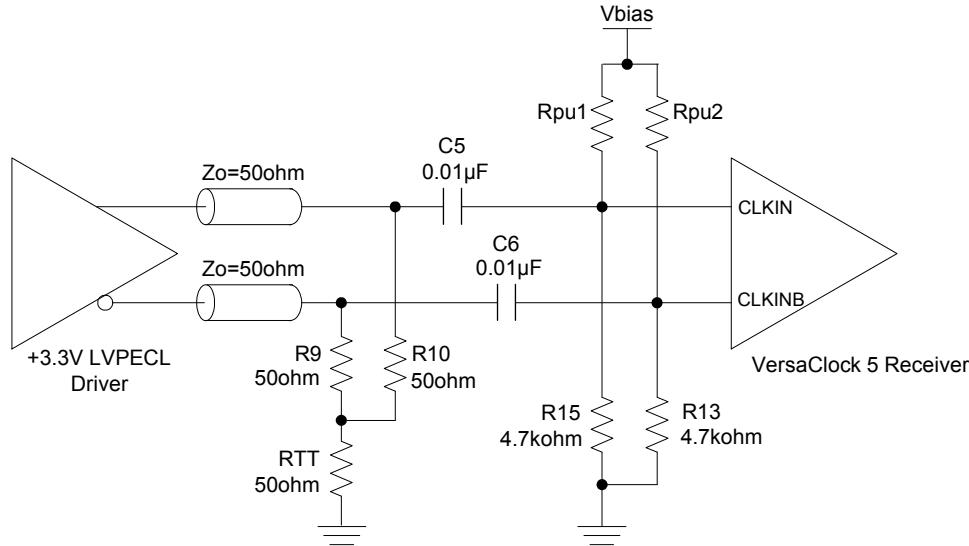 Vbias
Rpu1
Rpu2
C5
0.01µF
Zo=50ohm
CLKIN
C6
0.01µF
Zo=50ohm
CLKINB
+3.3V LVPECL
Driver
R9
50ohm
R10
50ohm
VersaClock 5 Receiver
R15
4.7kohm
R13
4.7kohm
RTT
50ohm